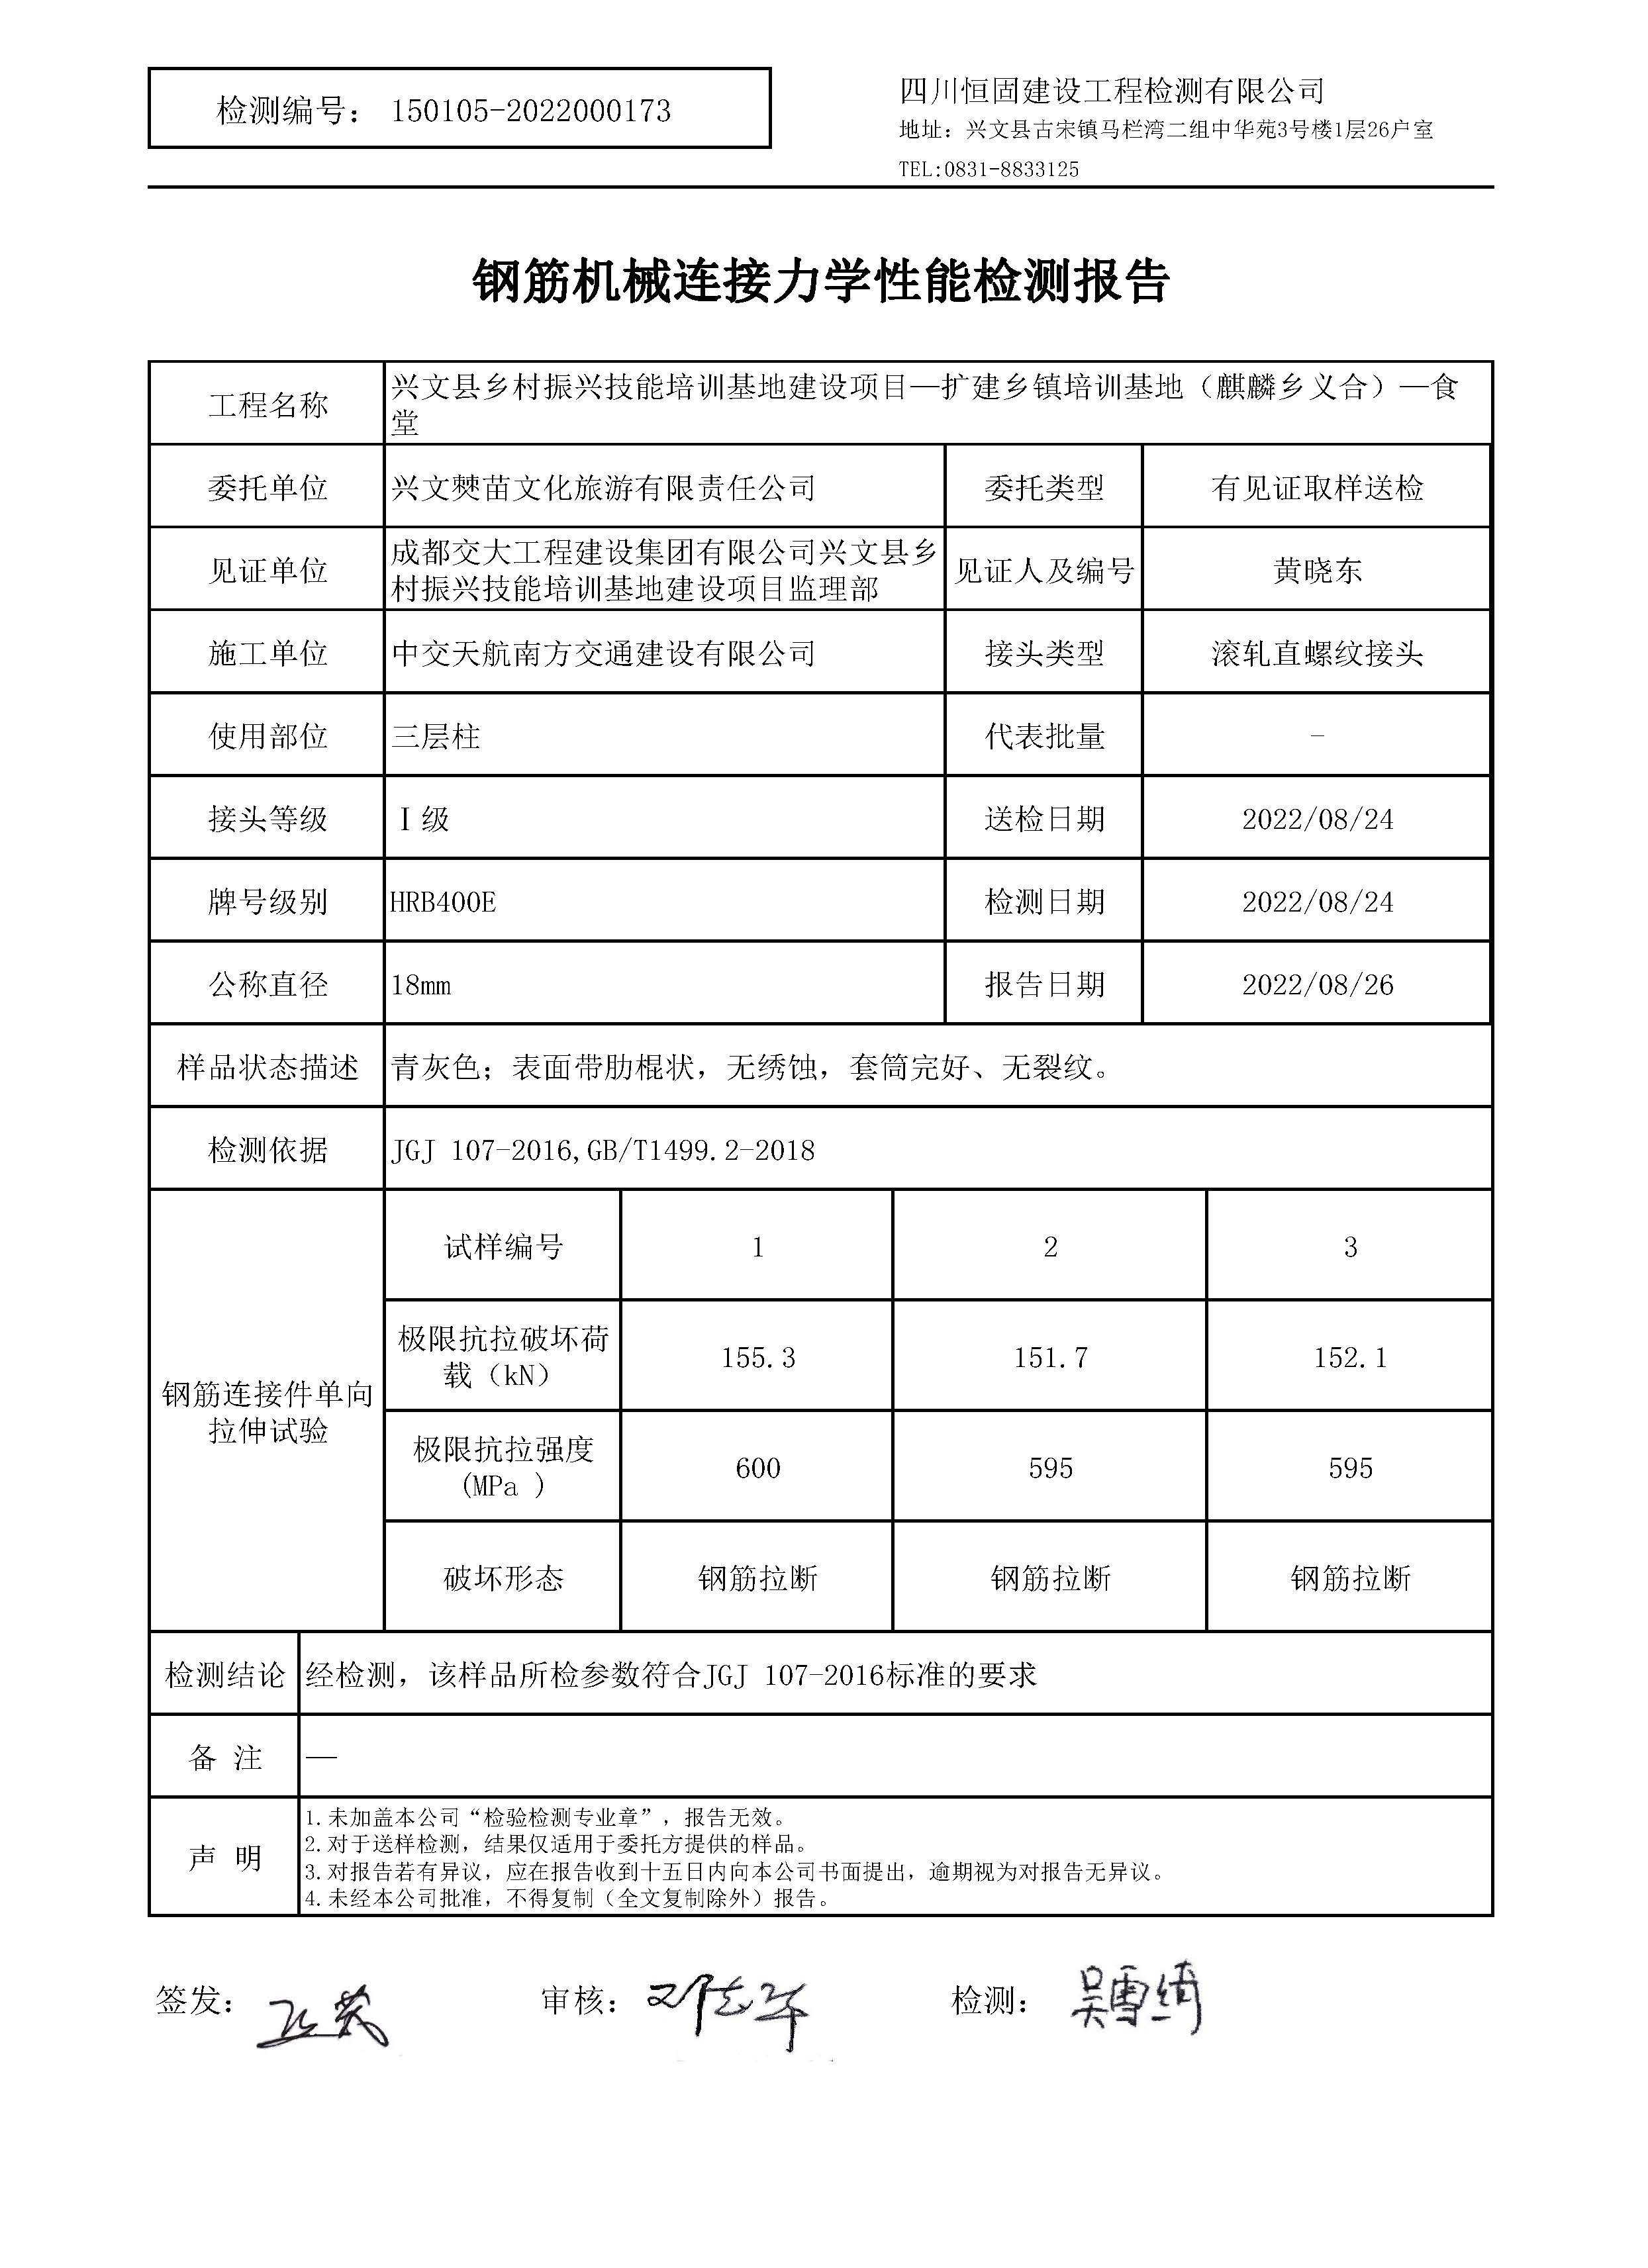 检测编号： 150105-2022000173
四川恒固建设工程检测有限公司
地址：兴文县古宋镇马栏湾二组中华苑3号楼1层26户室
TEL:0831-8833125
钢筋机械连接力学性能检测报告
工程名称
兴文县乡村振兴技能培训基地建设项目—扩建乡镇培训基地（麒麟乡义合）—食
堂
委托单位
兴文僰苗文化旅游有限责任公司
委托类型
有见证取样送检
见证单位
成都交大工程建设集团有限公司兴文县乡
村振兴技能培训基地建设项目监理部
见证人及编号
黄晓东
施工单位
中交天航南方交通建设有限公司
接头类型
滚轧直螺纹接头
使用部位
三层柱
代表批量
-
接头等级
Ⅰ级
送检日期
2022/08/24
牌号级别
HRB400E
检测日期
2022/08/24
公称直径
18mm
报告日期
2022/08/26
样品状态描述
青灰色；表面带肋棍状，无绣蚀，套筒完好、无裂纹。
检测依据
JGJ 107-2016,GB/T1499.2-2018
钢筋连接件单向
拉伸试验
试样编号
1
2
3
极限抗拉破坏荷
载（kN）
155.3
151.7
152.1
极限抗拉强度
(MPa )
600
595
595
破坏形态
钢筋拉断
钢筋拉断
钢筋拉断
检测结论
经检测，该样品所检参数符合JGJ 107-2016标准的要求
备 注
—
声 明
1.未加盖本公司“检验检测专业章”，报告无效。
2.对于送样检测，结果仅适用于委托方提供的样品。
3.对报告若有异议，应在报告收到十五日内向本公司书面提出，逾期视为对报告无异议。
4.未经本公司批准，不得复制（全文复制除外）报告。
签发：
审核：
检测： 吴雪绮